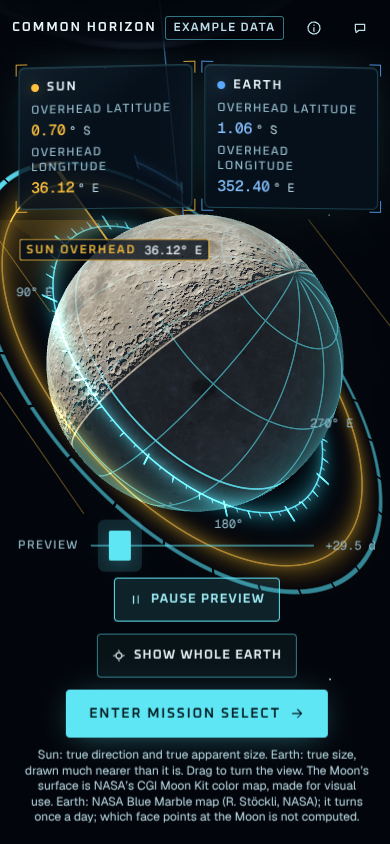 COMMON HORIZON
EXAMPLE DATA
SUN
OVERHEAD LATITUDE
0.70° S
OVERHEAD
LONGITUDE
36.12° E
EARTH
OVERHEAD LATITUDE
1.06° S
OVERHEAD
LONGITUDE
352.40° E
SUN OVERHEAD 36.12° E
90° E
270° E
180°
PREVIEW
+29.5 d
PAUSE PREVIEW
SHOW WHOLE EARTH
ENTER MISSION SELECT →
Sun: true direction and true apparent size. Earth: true size,
drawn much nearer than it is. Drag to turn the view. The Moon's
surface is NASA's CGI Moon Kit color map, made for visual
use. Earth: NASA Blue Marble map (R. Stöckli, NASA); it turns
once a day; which face points at the Moon is not computed.